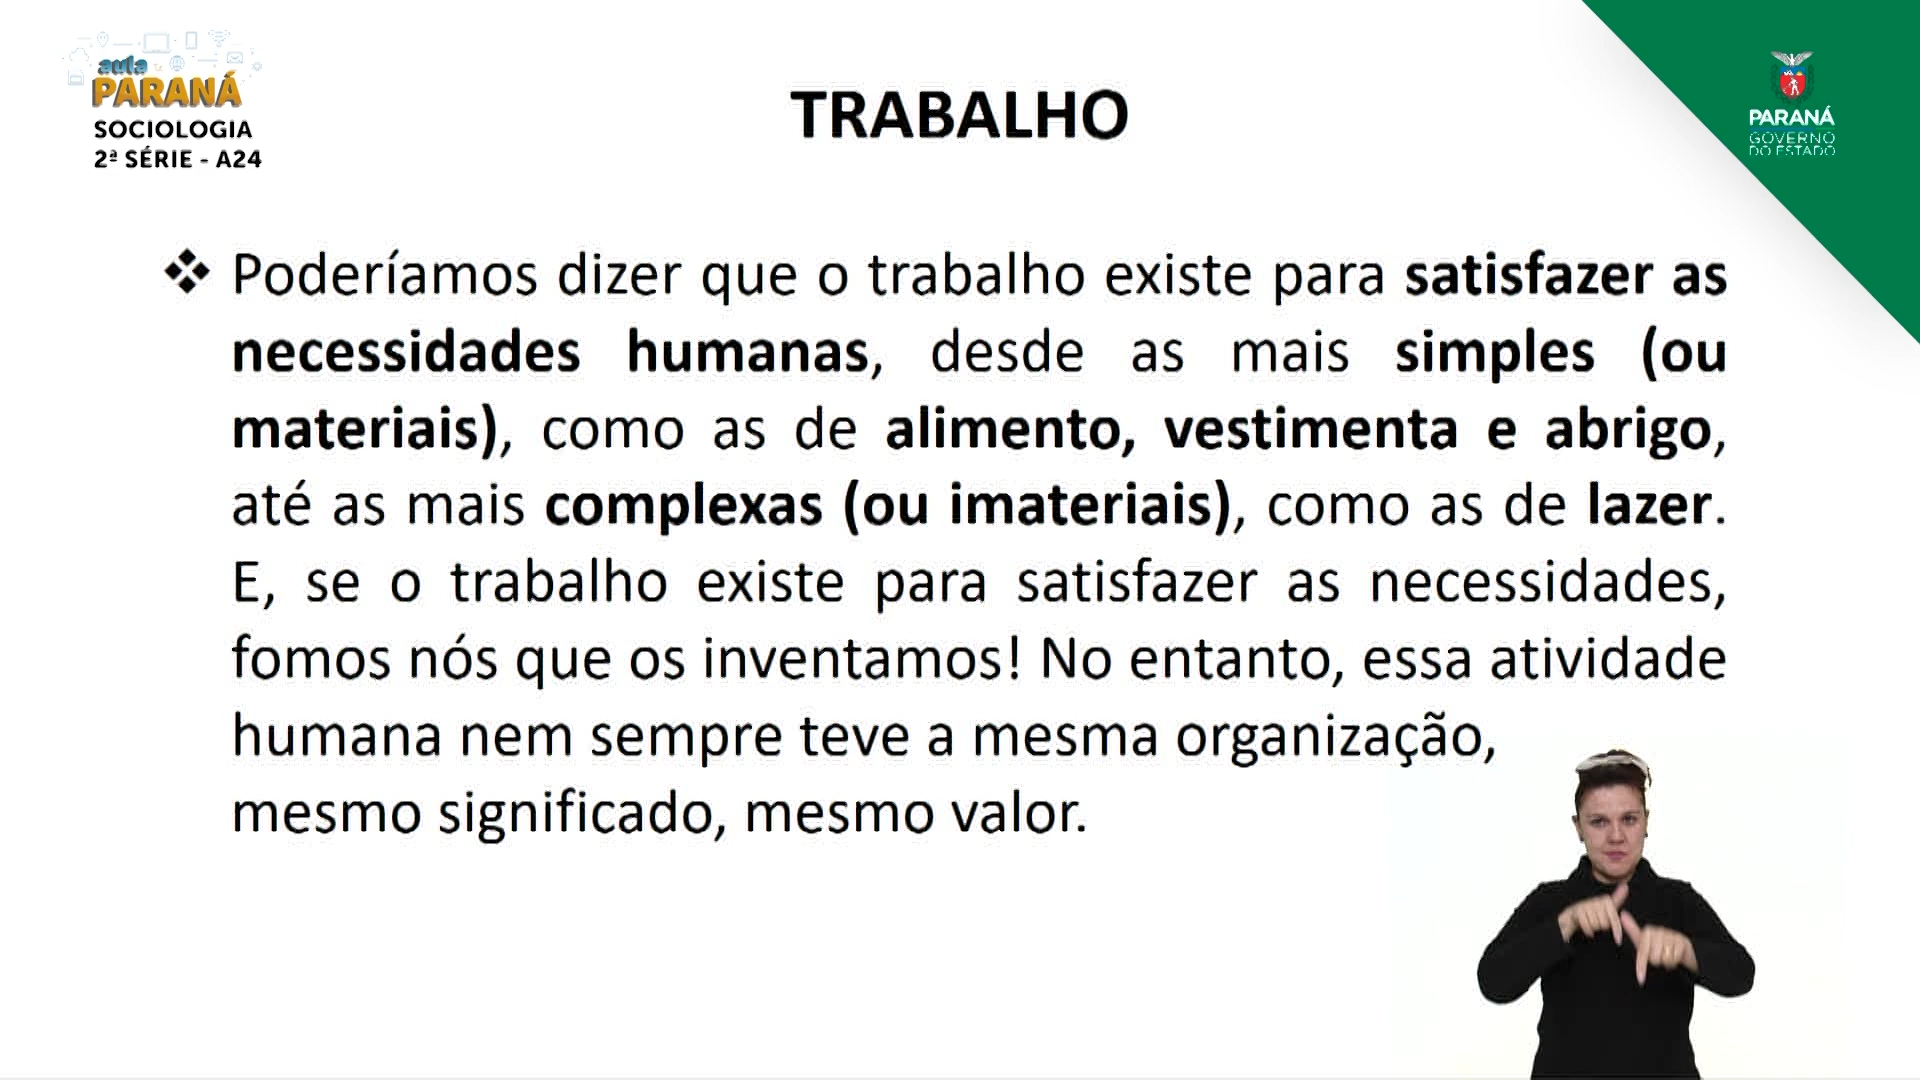 aula
PARANÁ
SOCIOLOGIA
2ª SÉRIE - A24
TRABALHO
PARANÁ
GOVERNO
DO ESTADO
❖ Poderíamos dizer que o trabalho existe para satisfazer as
necessidades humanas, desde as mais simples (ou
materiais), como as de alimento, vestimenta e abrigo,
até as mais complexas (ou imateriais), como as de lazer.
E, se o trabalho existe para satisfazer as necessidades,
fomos nós que os inventamos! No entanto, essa atividade
humana nem sempre teve a mesma organização,
mesmo significado, mesmo valor.